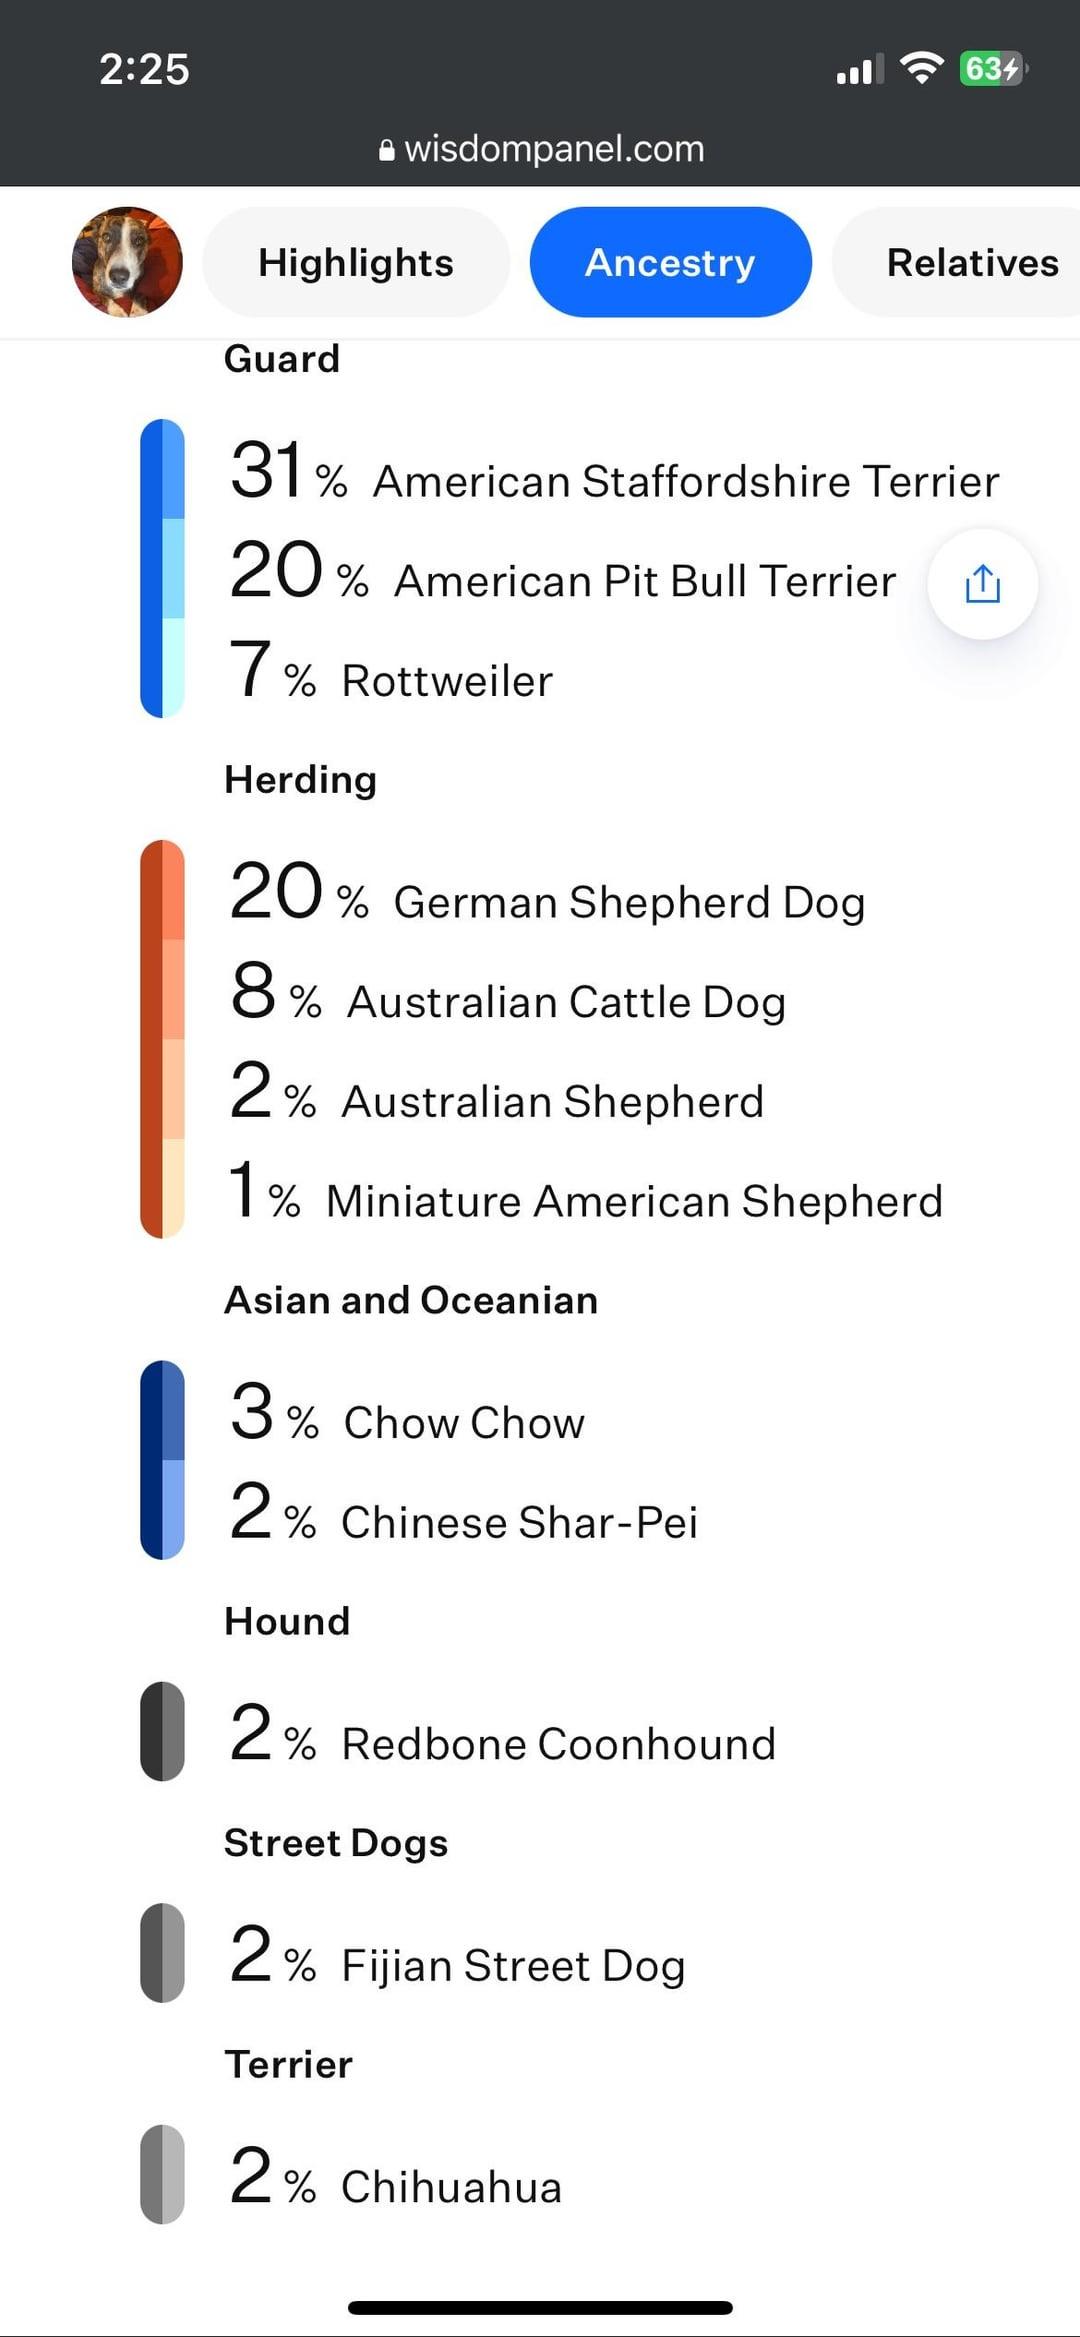 2:25
63
wisdompanel.com
Highlights Ancestry Relatives
Guard
31 % American Staffordshire Terrier
20 % American Pit Bull Terrier
7 % Rottweiler
Herding
20 % German Shepherd Dog
8 % Australian Cattle Dog
2 % Australian Shepherd
1 % Miniature American Shepherd
Asian and Oceanian
3 % Chow Chow
2 % Chinese Shar-Pei
Hound
2 % Redbone Coonhound
Street Dogs
2 % Fijian Street Dog
Terrier
2 % Chihuahua